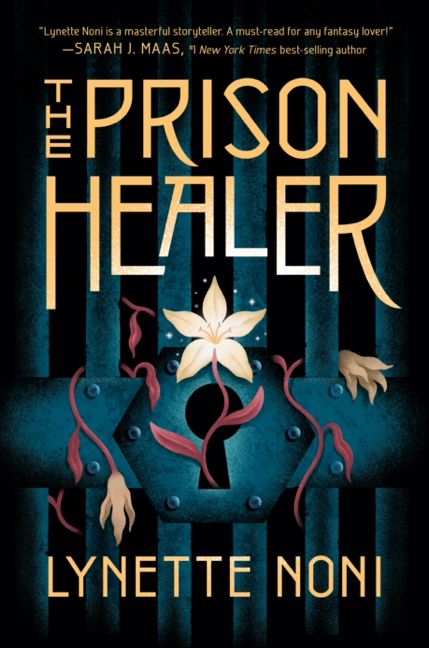 "Lynette Noni is a masterful storyteller. A must-read for any fantasy lover!"
—SARAH J. MAAS, #1 New York Times best-selling author
THE PRISON
HEALER
LYNETTE NONI